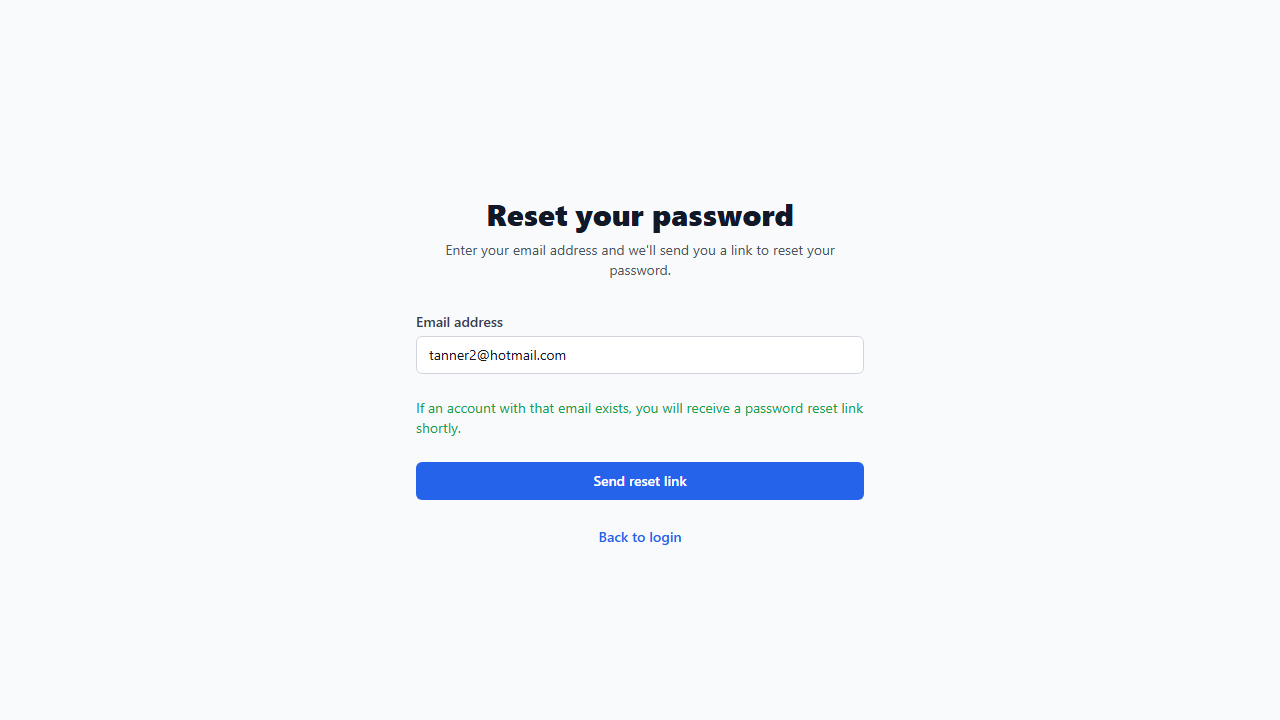 Reset your password
Enter your email address and we'll send you a link to reset your
password.
Email address
tanner2@hotmail.com
If an account with that email exists, you will receive a password reset link
shortly.
Send reset link
Back to login